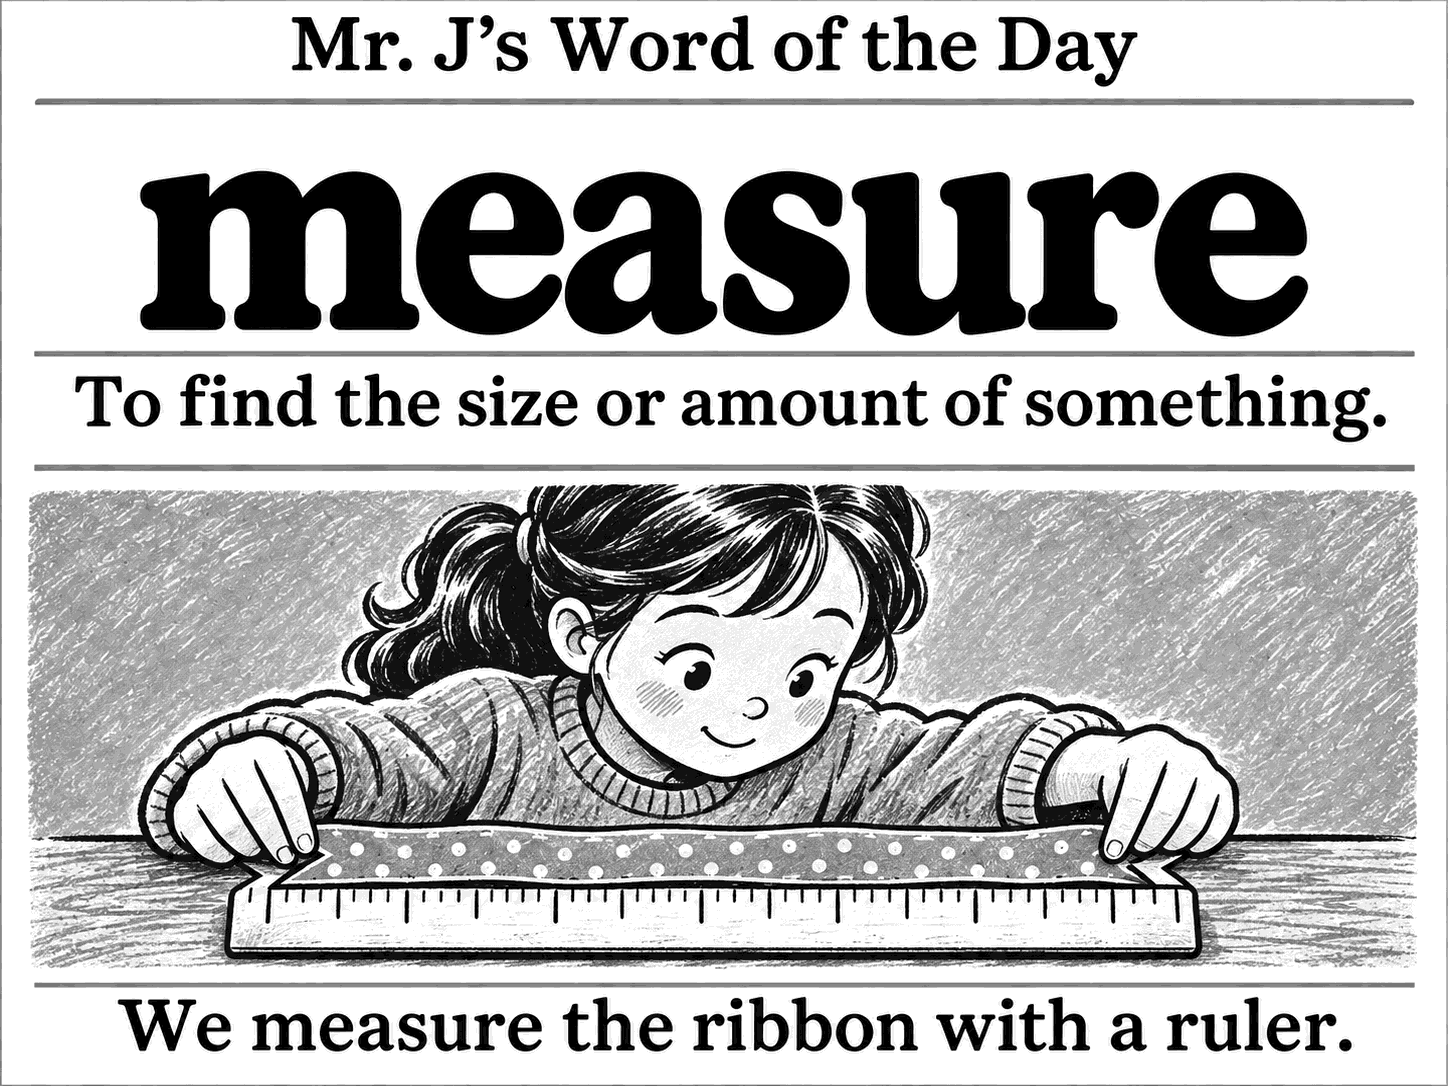 Mr. J’s Word of the Day
measure
To find the size or amount of something.
We measure the ribbon with a ruler.